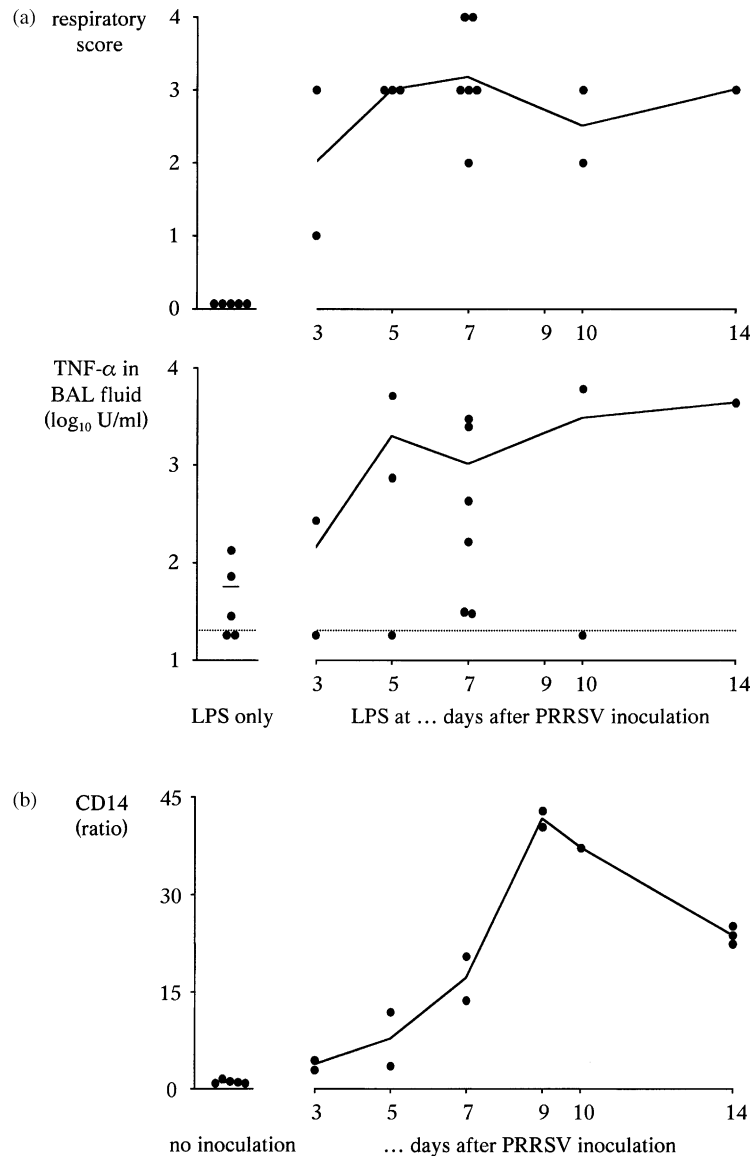 (a) respiratory
score
4
3
2
1
0
3 5 7 9 10 14
TNF-α in
BAL fluid
(log₁₀ U/ml)
4
3
2
1
3 5 7 9 10 14
LPS only LPS at ... days after PRRSV inoculation
(b) CD14
(ratio)
45
30
15
0
3 5 7 9 10 14
no inoculation ... days after PRRSV inoculation